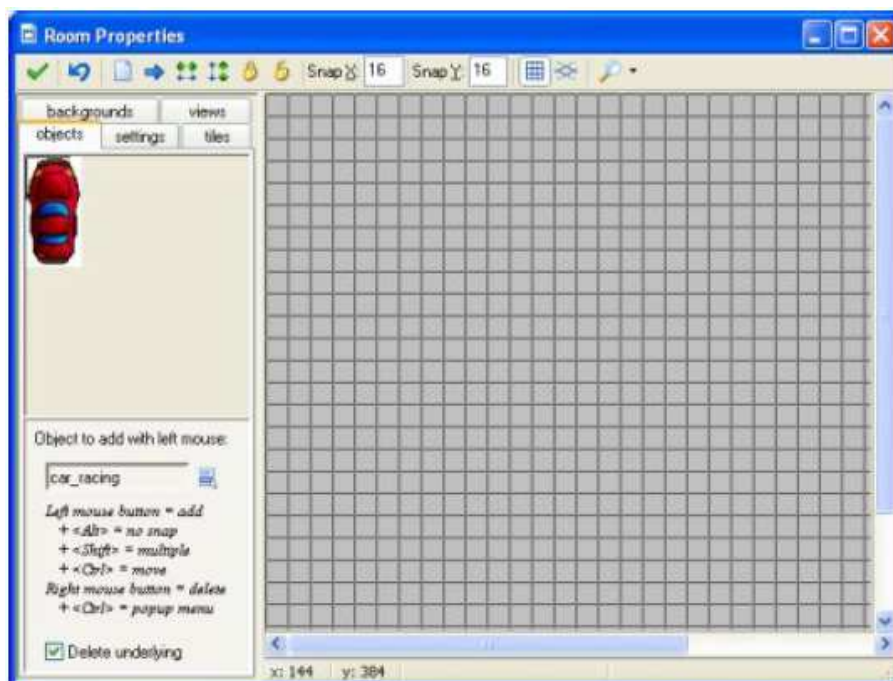 Room Properties
Snap X: 16 Snap Y: 16
backgrounds views
objects settings tiles
Object to add with left mouse:
car_racing
Left mouse button = add
+ <Alt> = no snap
+ <Shift> = multiple
+ <Ctrl> = move
Right mouse button = delete
+ <Ctrl> = popup menu
Delete underlying
x: 144 y: 384